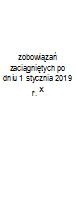 zobowiązań
zaciągniętych po
dniu 1 stycznia 2019
r. x